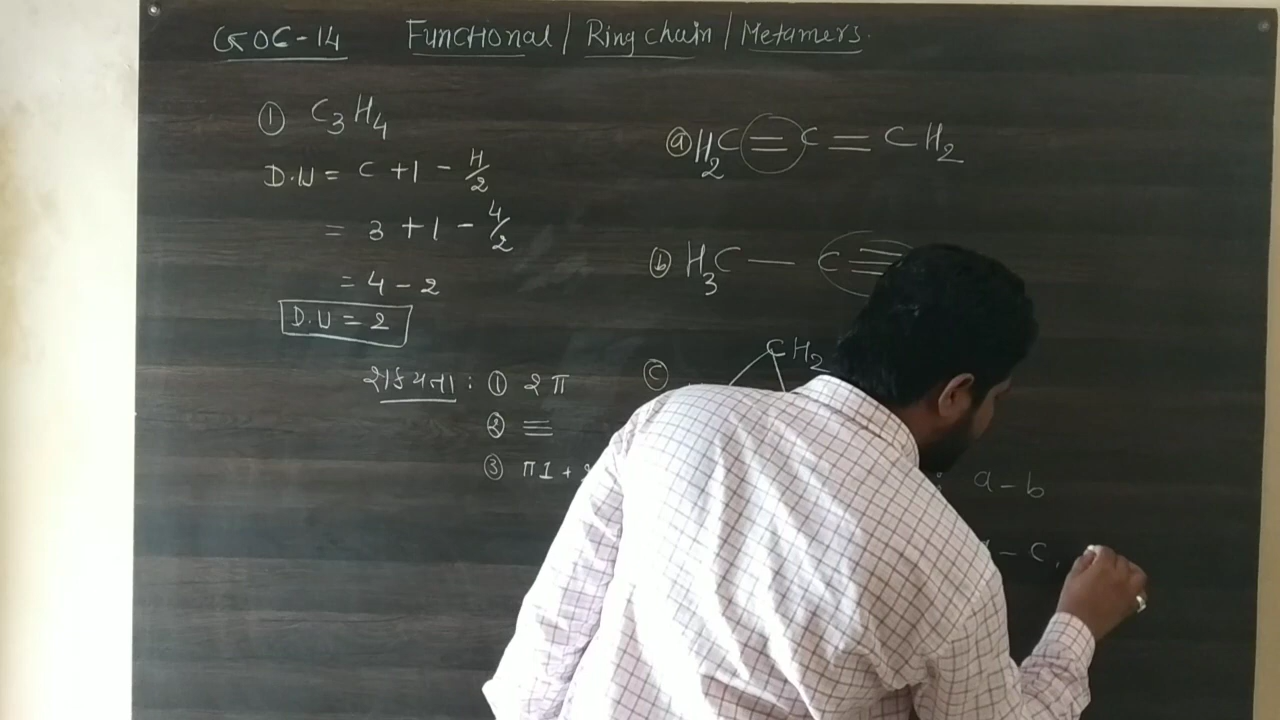 GOC-14 Functional / Ring chain / Metamers.
① C₃H₄
D.U = C + 1 - H/2
= 3 + 1 - 4/2
= 4 - 2
D.U = 2
શક્યતા : ① 2 π
② ≡
③ π1 +
ⓐ H₂C = C = CH₂
ⓑ H₃C — C ≡
ⓒ CH₂
: a - b
- C,